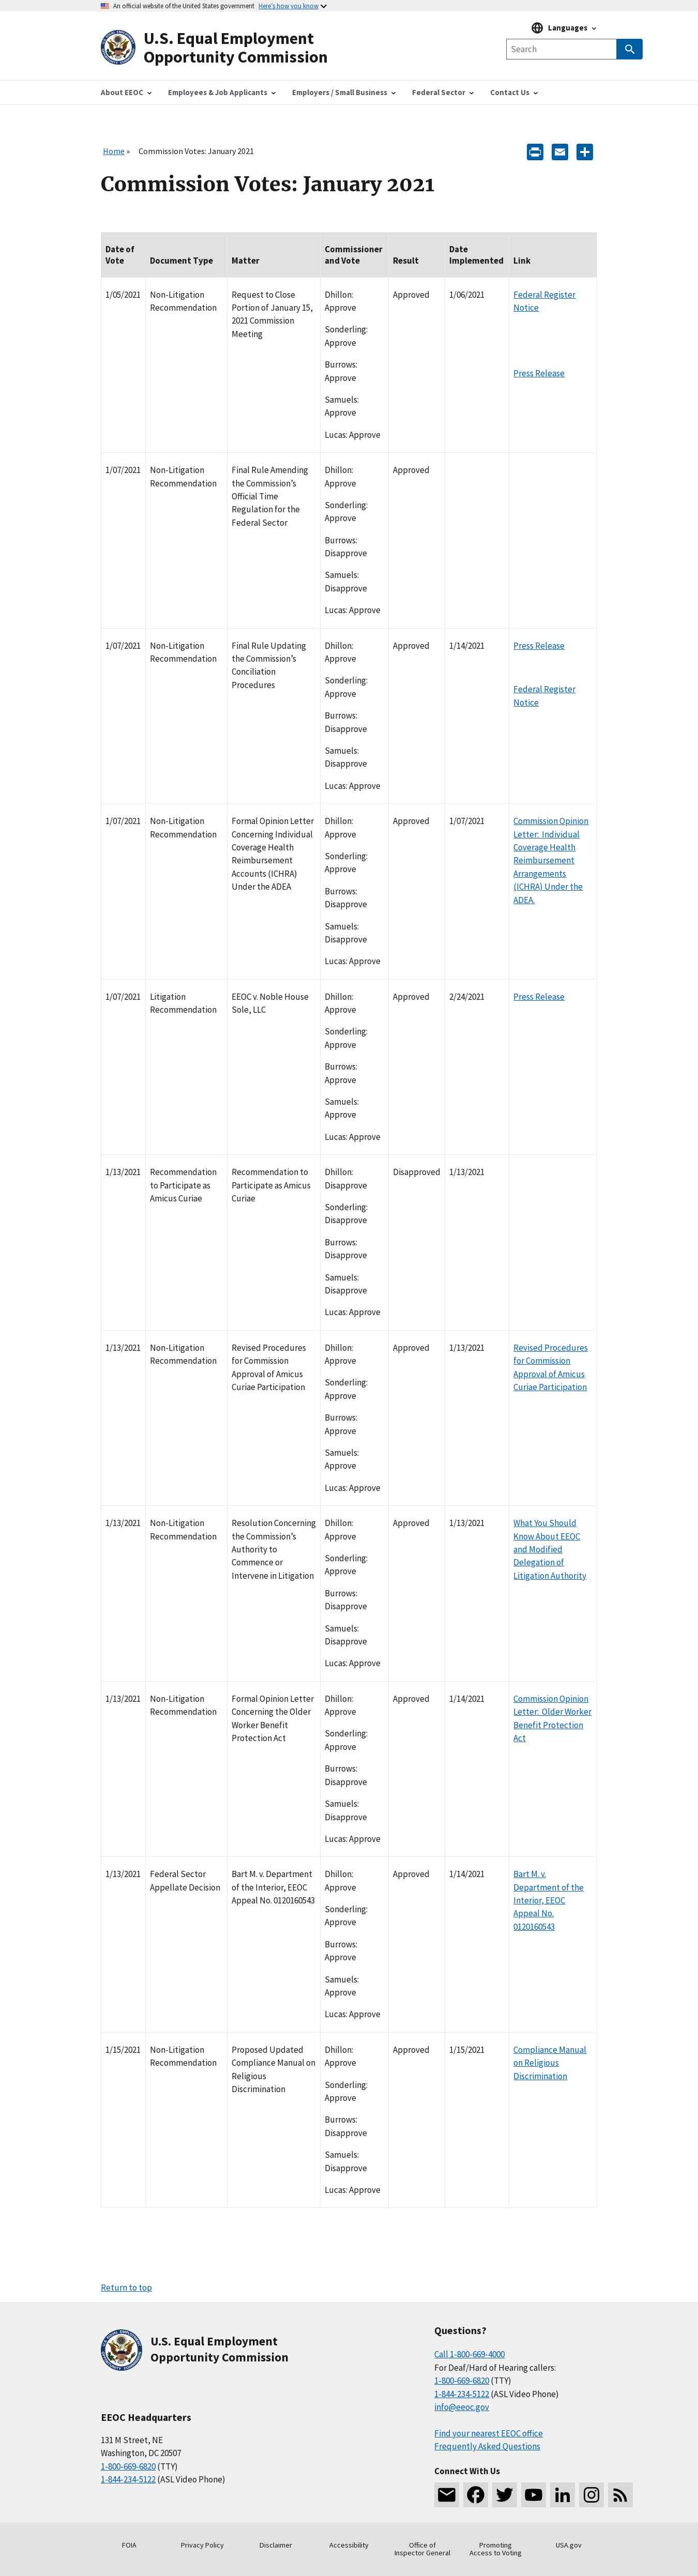 An official website of the United States government Here's how you know
U.S. Equal Employment
Opportunity Commission
Languages
Search
About EEOC
Employees & Job Applicants
Employers / Small Business
Federal Sector
Contact Us
Home » Commission Votes: January 2021
Commission Votes: January 2021
Date of
Vote
Document Type
Matter
Commissioner
and Vote
Result
Date
Implemented
Link
1/05/2021
Non-Litigation
Recommendation
Request to Close
Portion of January 15,
2021 Commission
Meeting
Dhillon:
Approve
Sonderling:
Approve
Burrows:
Approve
Samuels:
Approve
Lucas: Approve
Approved
1/06/2021
Federal Register
Notice
Press Release
1/07/2021
Non-Litigation
Recommendation
Final Rule Amending
the Commission’s
Official Time
Regulation for the
Federal Sector
Dhillon:
Approve
Sonderling:
Approve
Burrows:
Disapprove
Samuels:
Disapprove
Lucas: Approve
Approved
1/07/2021
Non-Litigation
Recommendation
Final Rule Updating
the Commission’s
Conciliation
Procedures
Dhillon:
Approve
Sonderling:
Approve
Burrows:
Disapprove
Samuels:
Disapprove
Lucas: Approve
Approved
1/14/2021
Press Release
Federal Register
Notice
1/07/2021
Non-Litigation
Recommendation
Formal Opinion Letter
Concerning Individual
Coverage Health
Reimbursement
Accounts (ICHRA)
Under the ADEA
Dhillon:
Approve
Sonderling:
Approve
Burrows:
Disapprove
Samuels:
Disapprove
Lucas: Approve
Approved
1/07/2021
Commission Opinion
Letter: Individual
Coverage Health
Reimbursement
Arrangements
(ICHRA) Under the
ADEA.
1/07/2021
Litigation
Recommendation
EEOC v. Noble House
Sole, LLC
Dhillon:
Approve
Sonderling:
Approve
Burrows:
Approve
Samuels:
Approve
Lucas: Approve
Approved
2/24/2021
Press Release
1/13/2021
Recommendation
to Participate as
Amicus Curiae
Recommendation to
Participate as Amicus
Curiae
Dhillon:
Disapprove
Sonderling:
Disapprove
Burrows:
Disapprove
Samuels:
Disapprove
Lucas: Approve
Disapproved
1/13/2021
1/13/2021
Non-Litigation
Recommendation
Revised Procedures
for Commission
Approval of Amicus
Curiae Participation
Dhillon:
Approve
Sonderling:
Approve
Burrows:
Approve
Samuels:
Approve
Lucas: Approve
Approved
1/13/2021
Revised Procedures
for Commission
Approval of Amicus
Curiae Participation
1/13/2021
Non-Litigation
Recommendation
Resolution Concerning
the Commission’s
Authority to
Commence or
Intervene in Litigation
Dhillon:
Approve
Sonderling:
Approve
Burrows:
Disapprove
Samuels:
Disapprove
Lucas: Approve
Approved
1/13/2021
What You Should
Know About EEOC
and Modified
Delegation of
Litigation Authority
1/13/2021
Non-Litigation
Recommendation
Formal Opinion Letter
Concerning the Older
Worker Benefit
Protection Act
Dhillon:
Approve
Sonderling:
Approve
Burrows:
Disapprove
Samuels:
Disapprove
Lucas: Approve
Approved
1/14/2021
Commission Opinion
Letter: Older Worker
Benefit Protection
Act
1/13/2021
Federal Sector
Appellate Decision
Bart M. v. Department
of the Interior, EEOC
Appeal No. 0120160543
Dhillon:
Approve
Sonderling:
Approve
Burrows:
Approve
Samuels:
Approve
Lucas: Approve
Approved
1/14/2021
Bart M. v.
Department of the
Interior, EEOC
Appeal No.
0120160543
1/15/2021
Non-Litigation
Recommendation
Proposed Updated
Compliance Manual on
Religious
Discrimination
Dhillon:
Approve
Sonderling:
Approve
Burrows:
Disapprove
Samuels:
Disapprove
Lucas: Approve
Approved
1/15/2021
Compliance Manual
on Religious
Discrimination
Return to top
U.S. Equal Employment
Opportunity Commission
EEOC Headquarters
131 M Street, NE
Washington, DC 20507
1-800-669-6820 (TTY)
1-844-234-5122 (ASL Video Phone)
Questions?
Call 1-800-669-4000
For Deaf/Hard of Hearing callers:
1-800-669-6820 (TTY)
1-844-234-5122 (ASL Video Phone)
info@eeoc.gov
Find your nearest EEOC office
Frequently Asked Questions
Connect With Us
FOIA
Privacy Policy
Disclaimer
Accessibility
Office of
Inspector General
Promoting
Access to Voting
USA.gov